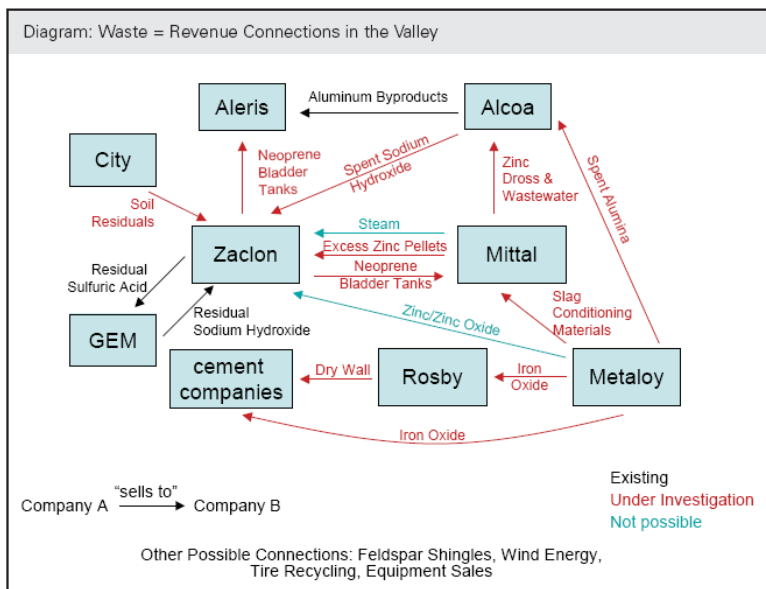 Diagram: Waste = Revenue Connections in the Valley
Aleris
Aluminum Byproducts
Alcoa
City
Neoprene
Bladder
Tanks
Spent Sodium
Hydroxide
Zinc
Dross &
Wastewater
Spent Alumina
Soil
Residuals
Zaclon
Steam
Excess Zinc Pellets
Neoprene
Bladder Tanks
Mittal
Residual
Sulfuric Acid
Residual
Sodium Hydroxide
Zinc/Zinc Oxide
Slag
Conditioning
Materials
GEM
cement
companies
Dry Wall
Rosby
Iron
Oxide
Metaloy
Iron Oxide
Company A
"sells to"
Company B
Existing
Under Investigation
Not possible
Other Possible Connections: Feldspar Shingles, Wind Energy,
Tire Recycling, Equipment Sales